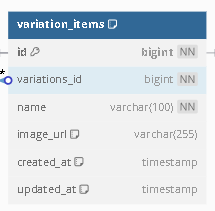 variation_items
id bigint NN
* variations_id bigint NN
name varchar(100) NN
image_url varchar(255)
created_at timestamp
updated_at timestamp